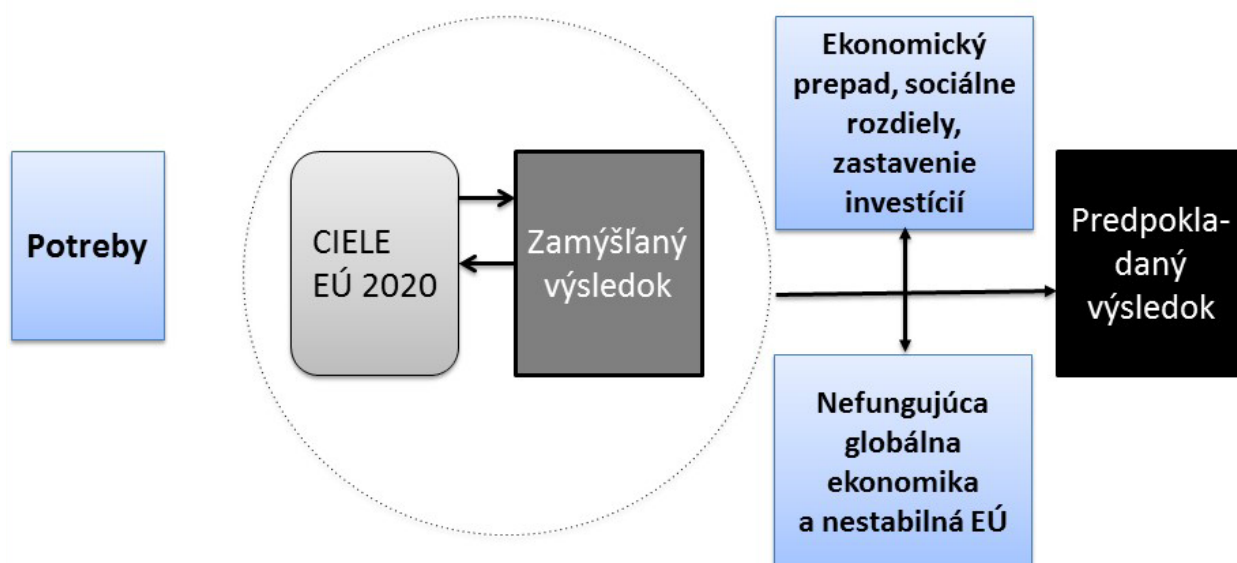 Potreby
CIELE
EÚ 2020
Zamýšľaný
výsledok
Ekonomický
prepad, sociálne
rozdiely,
zastavenie
investícií
Nefungujúca
globálna
ekonomika
a nestabilná EÚ
Predpokla-
daný
výsledok